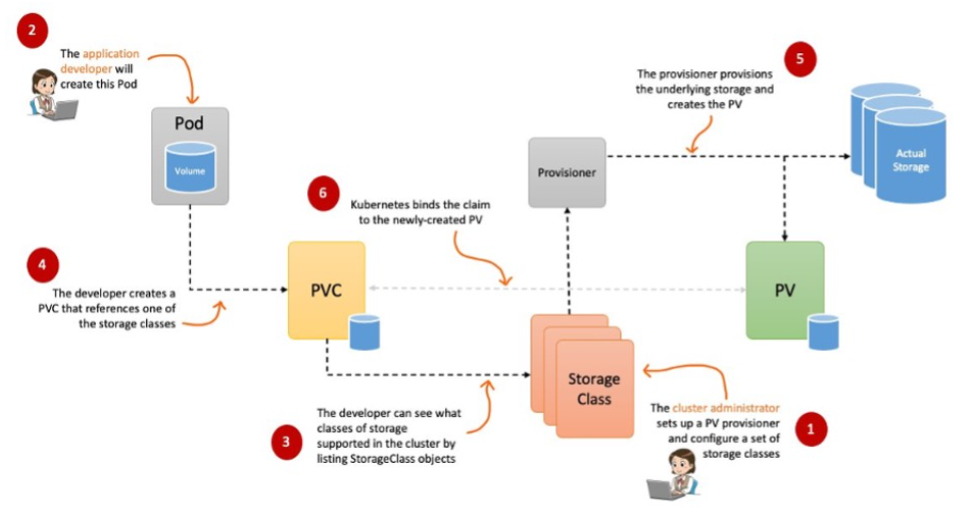 2
The application
developer will
create this Pod
Pod
Volume
5
The provisioner provisions
the underlying storage and
creates the PV
Actual
Storage
Provisioner
6
Kubernetes binds the claim
to the newly-created PV
4
The developer creates a
PVC that references one of
the storage classes
PVC
PV
Storage
Class
3
The developer can see what
classes of storage
supported in the cluster by
listing StorageClass objects
1
The cluster administrator
sets up a PV provisioner
and configure a set of
storage classes